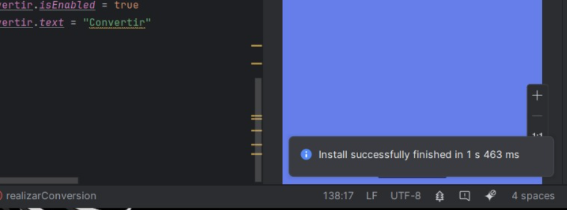 vertir.isEnabled = true
vertir.text = "Convertir"
Install successfully finished in 1 s 463 ms
realizarConversion
138:17 LF UTF-8 4 spaces